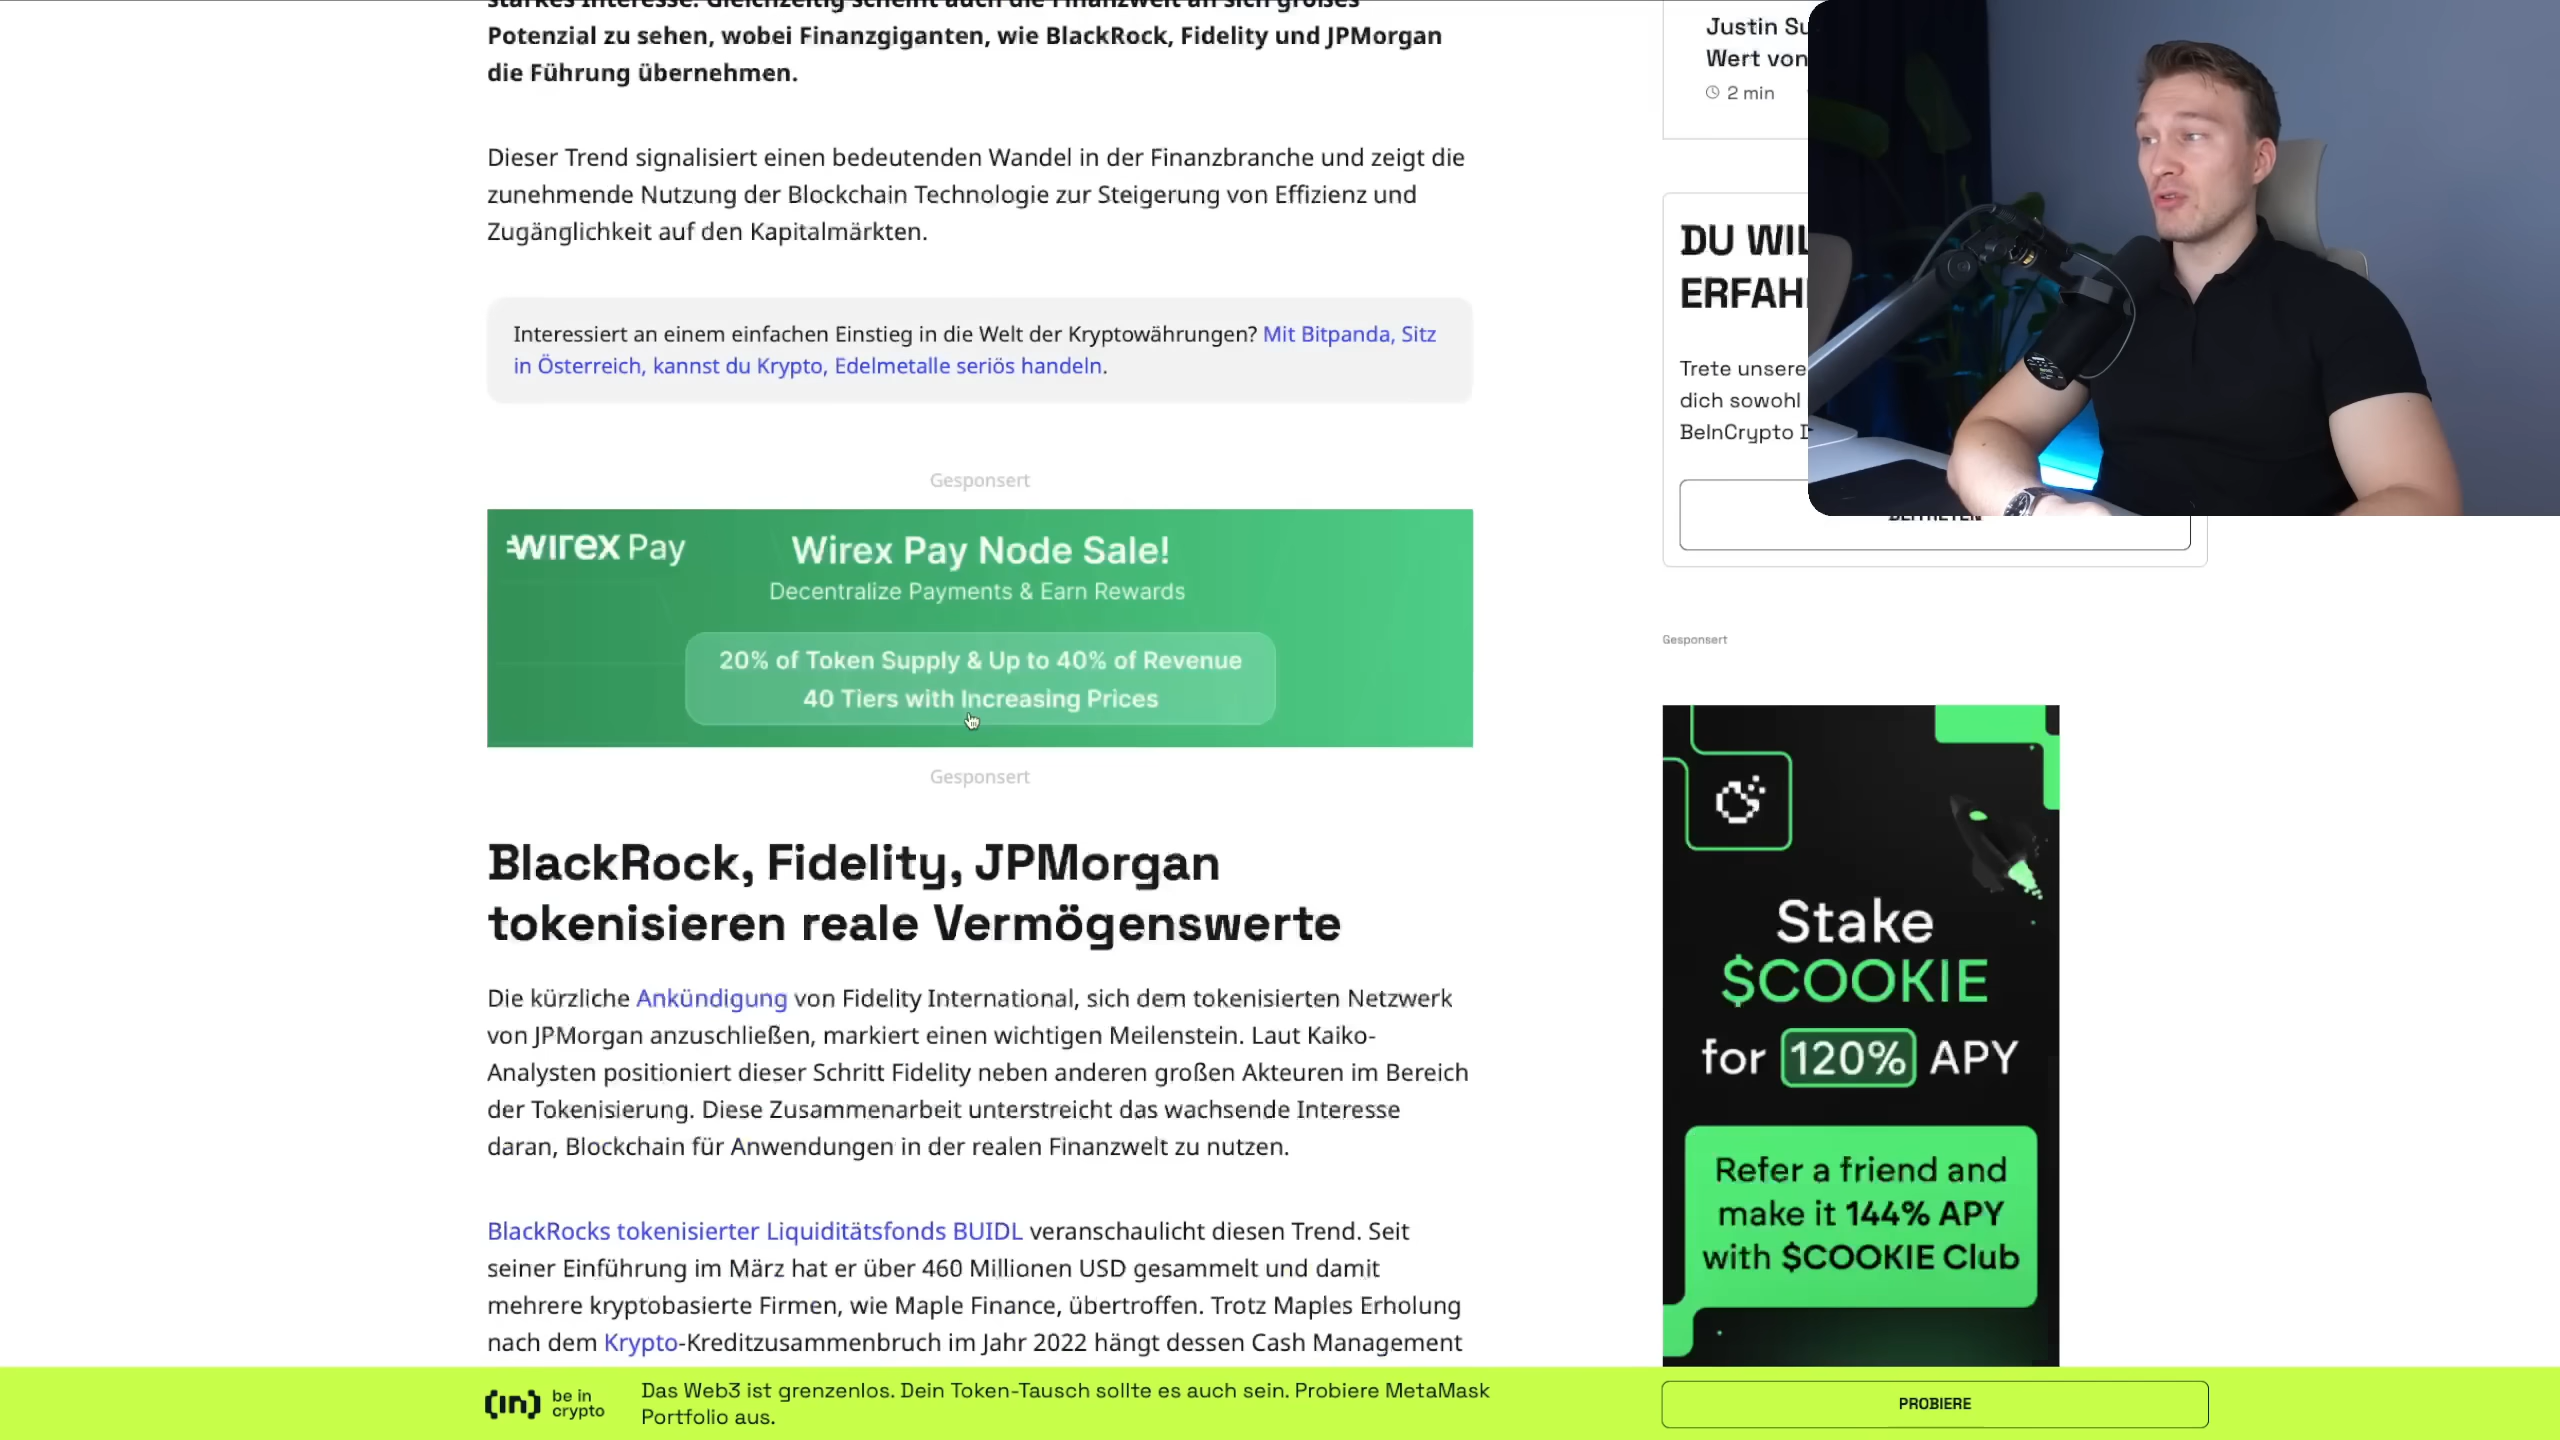 starkes Interesse. Gleichzeitig scheint auch die Finanzwelt an sich großes
Potenzial zu sehen, wobei Finanzgiganten, wie BlackRock, Fidelity und JPMorgan
die Führung übernehmen.
Dieser Trend signalisiert einen bedeutenden Wandel in der Finanzbranche und zeigt die
zunehmende Nutzung der Blockchain Technologie zur Steigerung von Effizienz und
Zugänglichkeit auf den Kapitalmärkten.
Interessiert an einem einfachen Einstieg in die Welt der Kryptowährungen? Mit Bitpanda, Sitz
in Österreich, kannst du Krypto, Edelmetalle seriös handeln.
Gesponsert
wirex Pay
Wirex Pay Node Sale!
Decentralize Payments & Earn Rewards
20% of Token Supply & Up to 40% of Revenue
40 Tiers with Increasing Prices
Gesponsert
BlackRock, Fidelity, JPMorgan
tokenisieren reale Vermögenswerte
Die kürzliche Ankündigung von Fidelity International, sich dem tokenisierten Netzwerk
von JPMorgan anzuschließen, markiert einen wichtigen Meilenstein. Laut Kaiko-
Analysten positioniert dieser Schritt Fidelity neben anderen großen Akteuren im Bereich
der Tokenisierung. Diese Zusammenarbeit unterstreicht das wachsende Interesse
daran, Blockchain für Anwendungen in der realen Finanzwelt zu nutzen.
BlackRocks tokenisierter Liquiditätsfonds BUIDL veranschaulicht diesen Trend. Seit
seiner Einführung im März hat er über 460 Millionen USD gesammelt und damit
mehrere kryptobasierte Firmen, wie Maple Finance, übertroffen. Trotz Maples Erholung
nach dem Krypto-Kreditzusammenbruch im Jahr 2022 hängt dessen Cash Management
Justin Su
Wert von
2 min
DU WIL
ERFAH
Trete unsere
dich sowohl
BeInCrypto D
BEITRETEN
Gesponsert
Stake
$COOKIE
for 120% APY
Refer a friend and
make it 144% APY
with $COOKIE Club
(in) be in
crypto
Das Web3 ist grenzenlos. Dein Token-Tausch sollte es auch sein. Probiere MetaMask
Portfolio aus.
PROBIERE